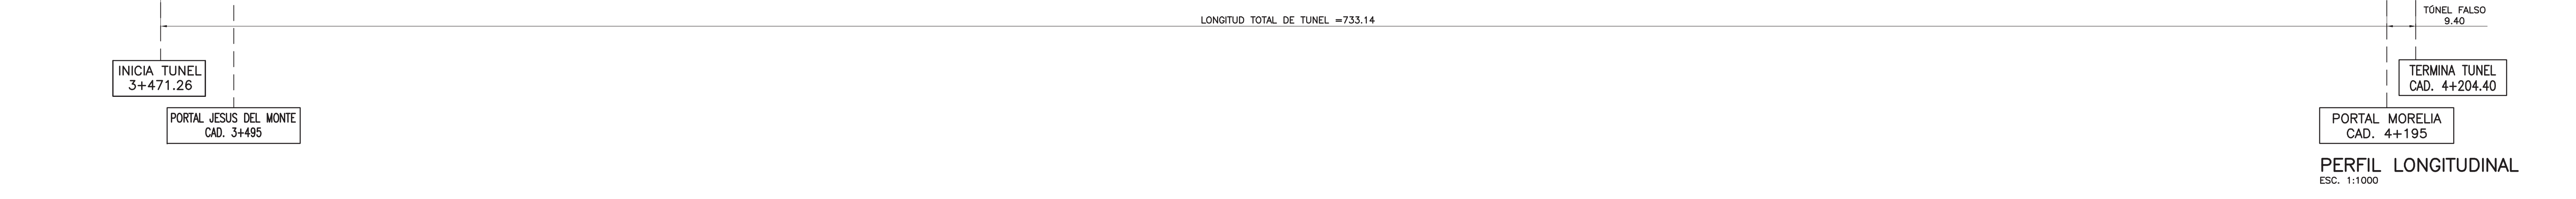 LONGITUD TOTAL DE TUNEL =733.14
TÚNEL FALSO
9.40
INICIA TUNEL
3+471.26
PORTAL JESUS DEL MONTE
CAD. 3+495
TERMINA TUNEL
CAD. 4+204.40
PORTAL MORELIA
CAD. 4+195
PERFIL LONGITUDINAL
ESC. 1:1000